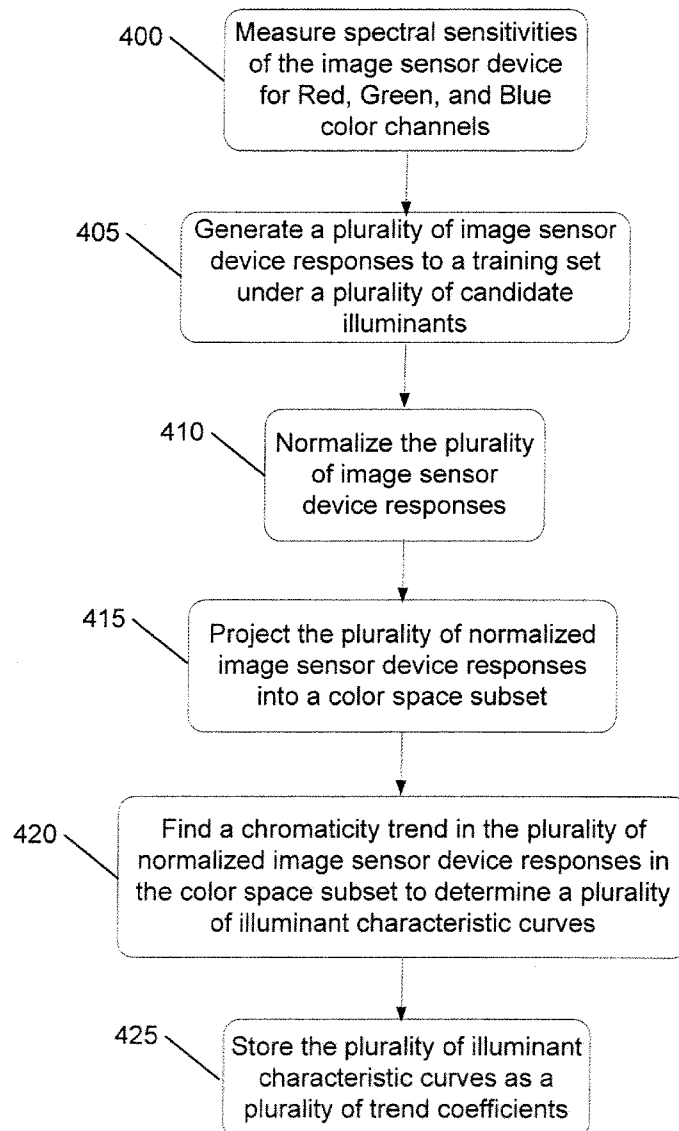 400
Measure spectral sensitivities
of the image sensor device
for Red, Green, and Blue
color channels
405
Generate a plurality of image sensor
device responses to a training set
under a plurality of candidate
illuminants
410
Normalize the plurality
of image sensor
device responses
415
Project the plurality of normalized
image sensor device responses
into a color space subset
420
Find a chromaticity trend in the plurality of
normalized image sensor device responses in
the color space subset to determine a plurality
of illuminant characteristic curves
425
Store the plurality of illuminant
characteristic curves as a
plurality of trend coefficients